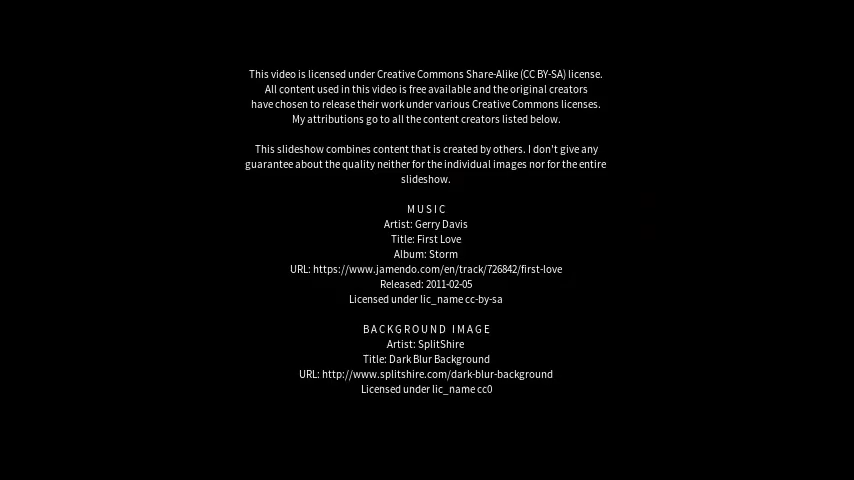 This video is licensed under Creative Commons Share-Alike (CC BY-SA) license.
All content used in this video is free available and the original creators
have chosen to release their work under various Creative Commons licenses.
My attributions go to all the content creators listed below.
This slideshow combines content that is created by others. I don't give any
guarantee about the quality neither for the individual images nor for the entire
slideshow.
MUSIC
Artist: Gerry Davis
Title: First Love
Album: Storm
URL: https://www.jamendo.com/en/track/726842/first-love
Released: 2011-02-05
Licensed under lic_name cc-by-sa
BACKGROUND IMAGE
Artist: SplitShire
Title: Dark Blur Background
URL: http://www.splitshire.com/dark-blur-background
Licensed under lic_name cc0